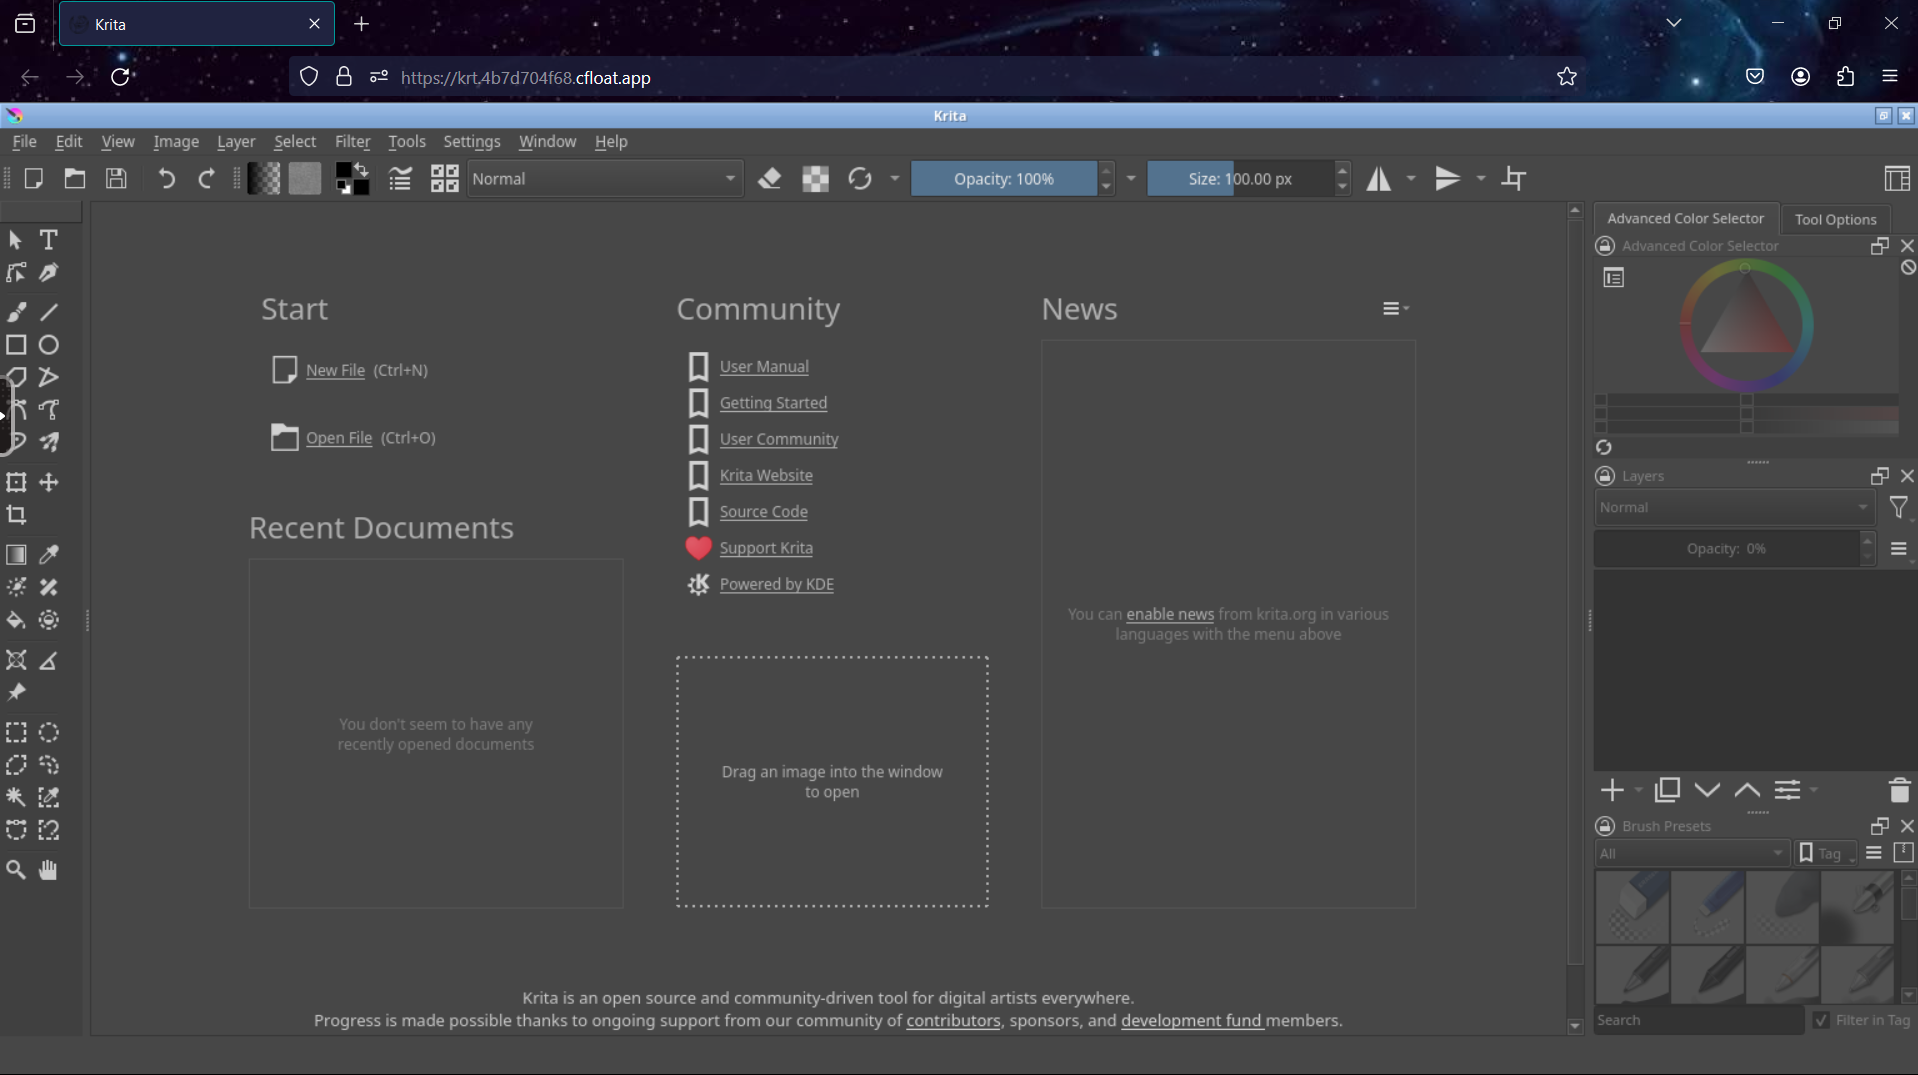 Krita
https://krt.4b7d704f68.cfloat.app
Krita
File Edit View Image Layer Select Filter Tools Settings Window Help
Normal
Opacity: 100%
Size: 100.00 px
Advanced Color Selector
Tool Options
Advanced Color Selector
Start
New File (Ctrl+N)
Open File (Ctrl+O)
Recent Documents
You don't seem to have any
recently opened documents
Community
User Manual
Getting Started
User Community
Krita Website
Source Code
Support Krita
Powered by KDE
Drag an image into the window
to open
News
You can enable news from krita.org in various
languages with the menu above
Layers
Normal
Opacity: 0%
Brush Presets
All
Tag
Search
Filter in Tag
Krita is an open source and community-driven tool for digital artists everywhere.
Progress is made possible thanks to ongoing support from our community of contributors, sponsors, and development fund members.